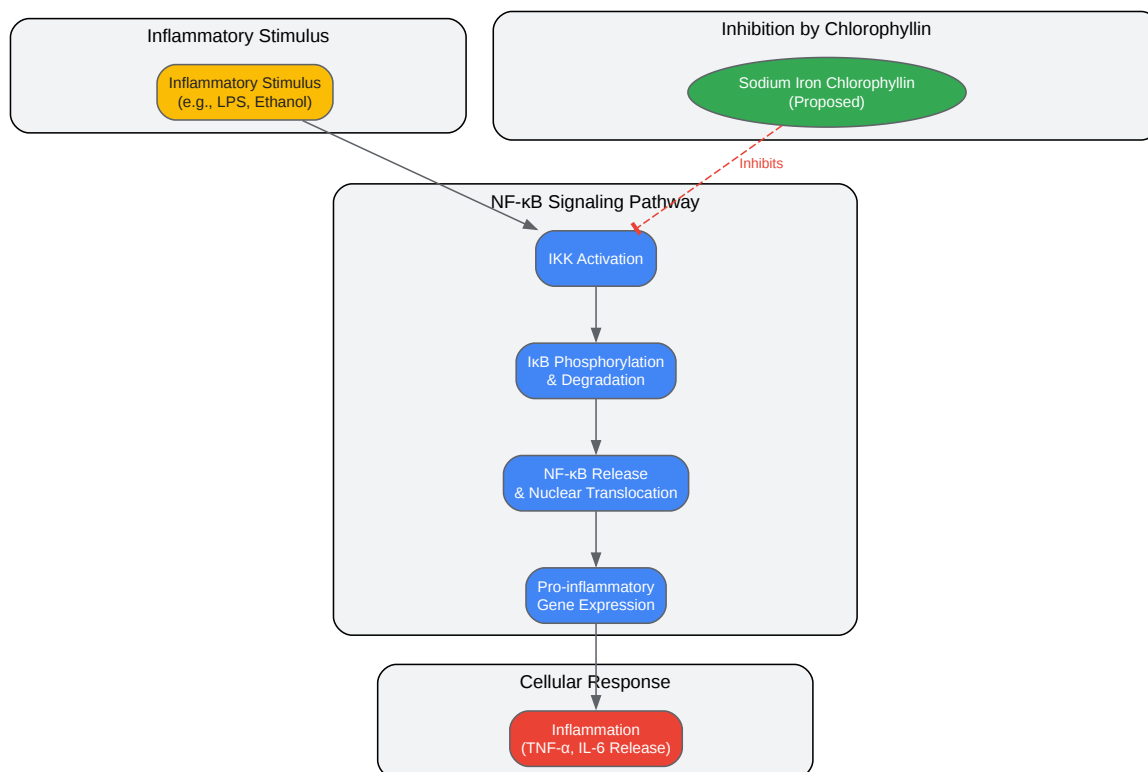 Inflammatory Stimulus
Inflammatory Stimulus
(e.g., LPS, Ethanol)
Inhibition by Chlorophyllin
Sodium Iron Chlorophyllin
(Proposed)
Inhibits
NF-κB Signaling Pathway
IKK Activation
IκB Phosphorylation
& Degradation
NF-κB Release
& Nuclear Translocation
Pro-inflammatory
Gene Expression
Cellular Response
Inflammation
(TNF-α, IL-6 Release)